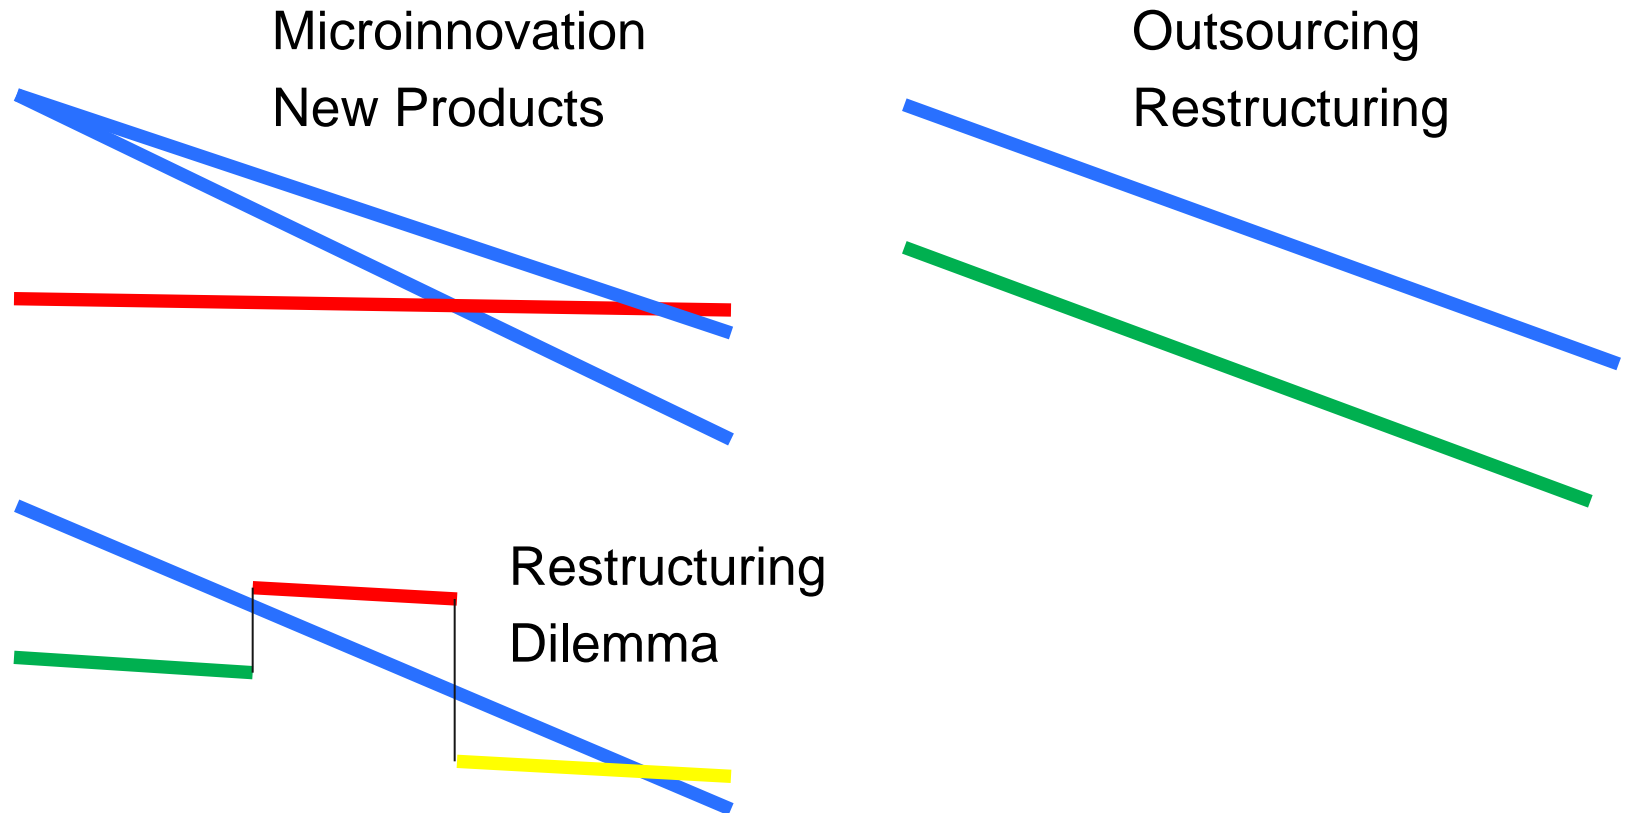 Microinnovation
New Products
Outsourcing
Restructuring
Restructuring
Dilemma